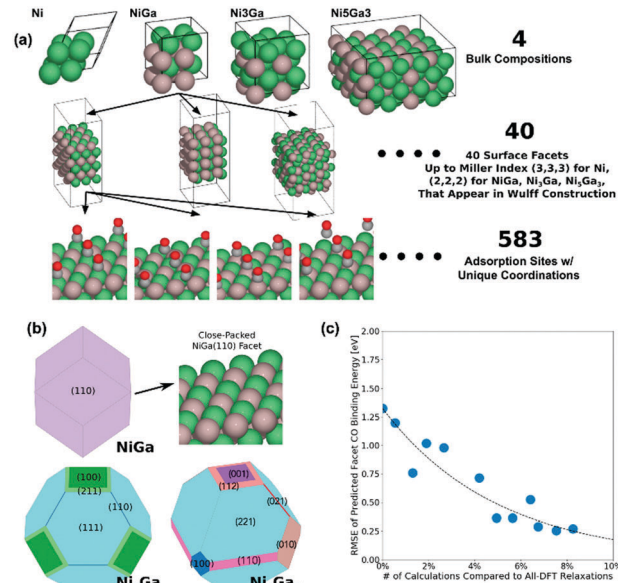 (a)
Ni
NiGa
Ni3Ga
Ni5Ga3
4
Bulk Compositions
40
40 Surface Facets
Up to Miller Index (3,3,3) for Ni,
(2,2,2) for NiGa, Ni₃Ga, Ni₅Ga₃,
That Appear in Wulff Construction
583
Adsorption Sites w/
Unique Coordinations
(b)
(110)
NiGa
Close-Packed
NiGa(110) Facet
(100)
(211)
(110)
(111)
(001)
(112)
(021)
(221)
(010)
(100)
(110)
(c)
RMSE of Predicted Facet CO Binding Energy [eV]
2.00
1.75
1.50
1.25
1.00
0.75
0.50
0.25
0.00
0%
2%
4%
6%
8%
10%
# of Calculations Compared to All-DFT Relaxations